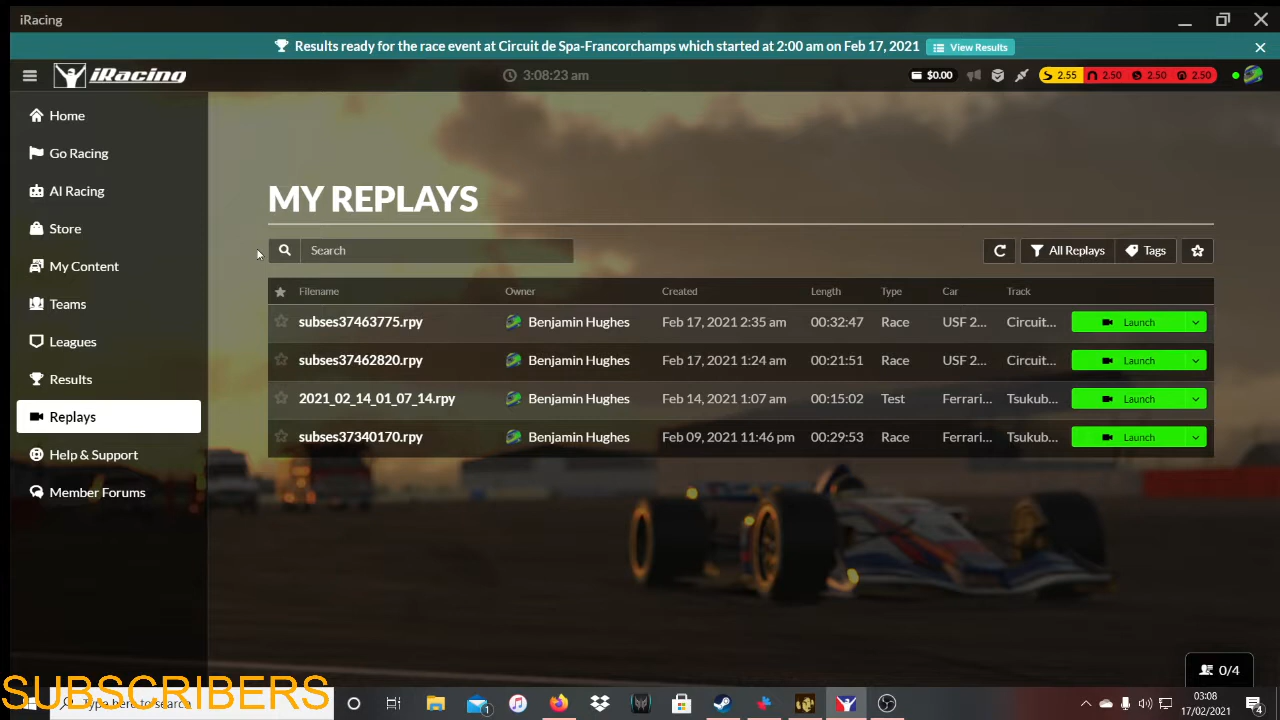 iRacing
Results ready for the race event at Circuit de Spa-Francorchamps which started at 2:00 am on Feb 17, 2021 View Results
iRacing 3:08:23 am $0.00 2.55 2.50 2.50 2.50
Home
Go Racing
AI Racing
Store
My Content
Teams
Leagues
Results
Replays
Help & Support
Member Forums
MY REPLAYS
Search All Replays Tags
Filename Owner Created Length Type Car Track
subses37463775.rpy Benjamin Hughes Feb 17, 2021 2:35 am 00:32:47 Race USF 2... Circuit... Launch
subses37462820.rpy Benjamin Hughes Feb 17, 2021 1:24 am 00:21:51 Race USF 2... Circuit... Launch
2021_02_14_01_07_14.rpy Benjamin Hughes Feb 14, 2021 1:07 am 00:15:02 Test Ferrari... Tsukub... Launch
subses37340170.rpy Benjamin Hughes Feb 09, 2021 11:46 pm 00:29:53 Race Ferrari... Tsukub... Launch
0/4
SUBSCRIBERS
Type here to search
1
03:08
17/02/2021
4